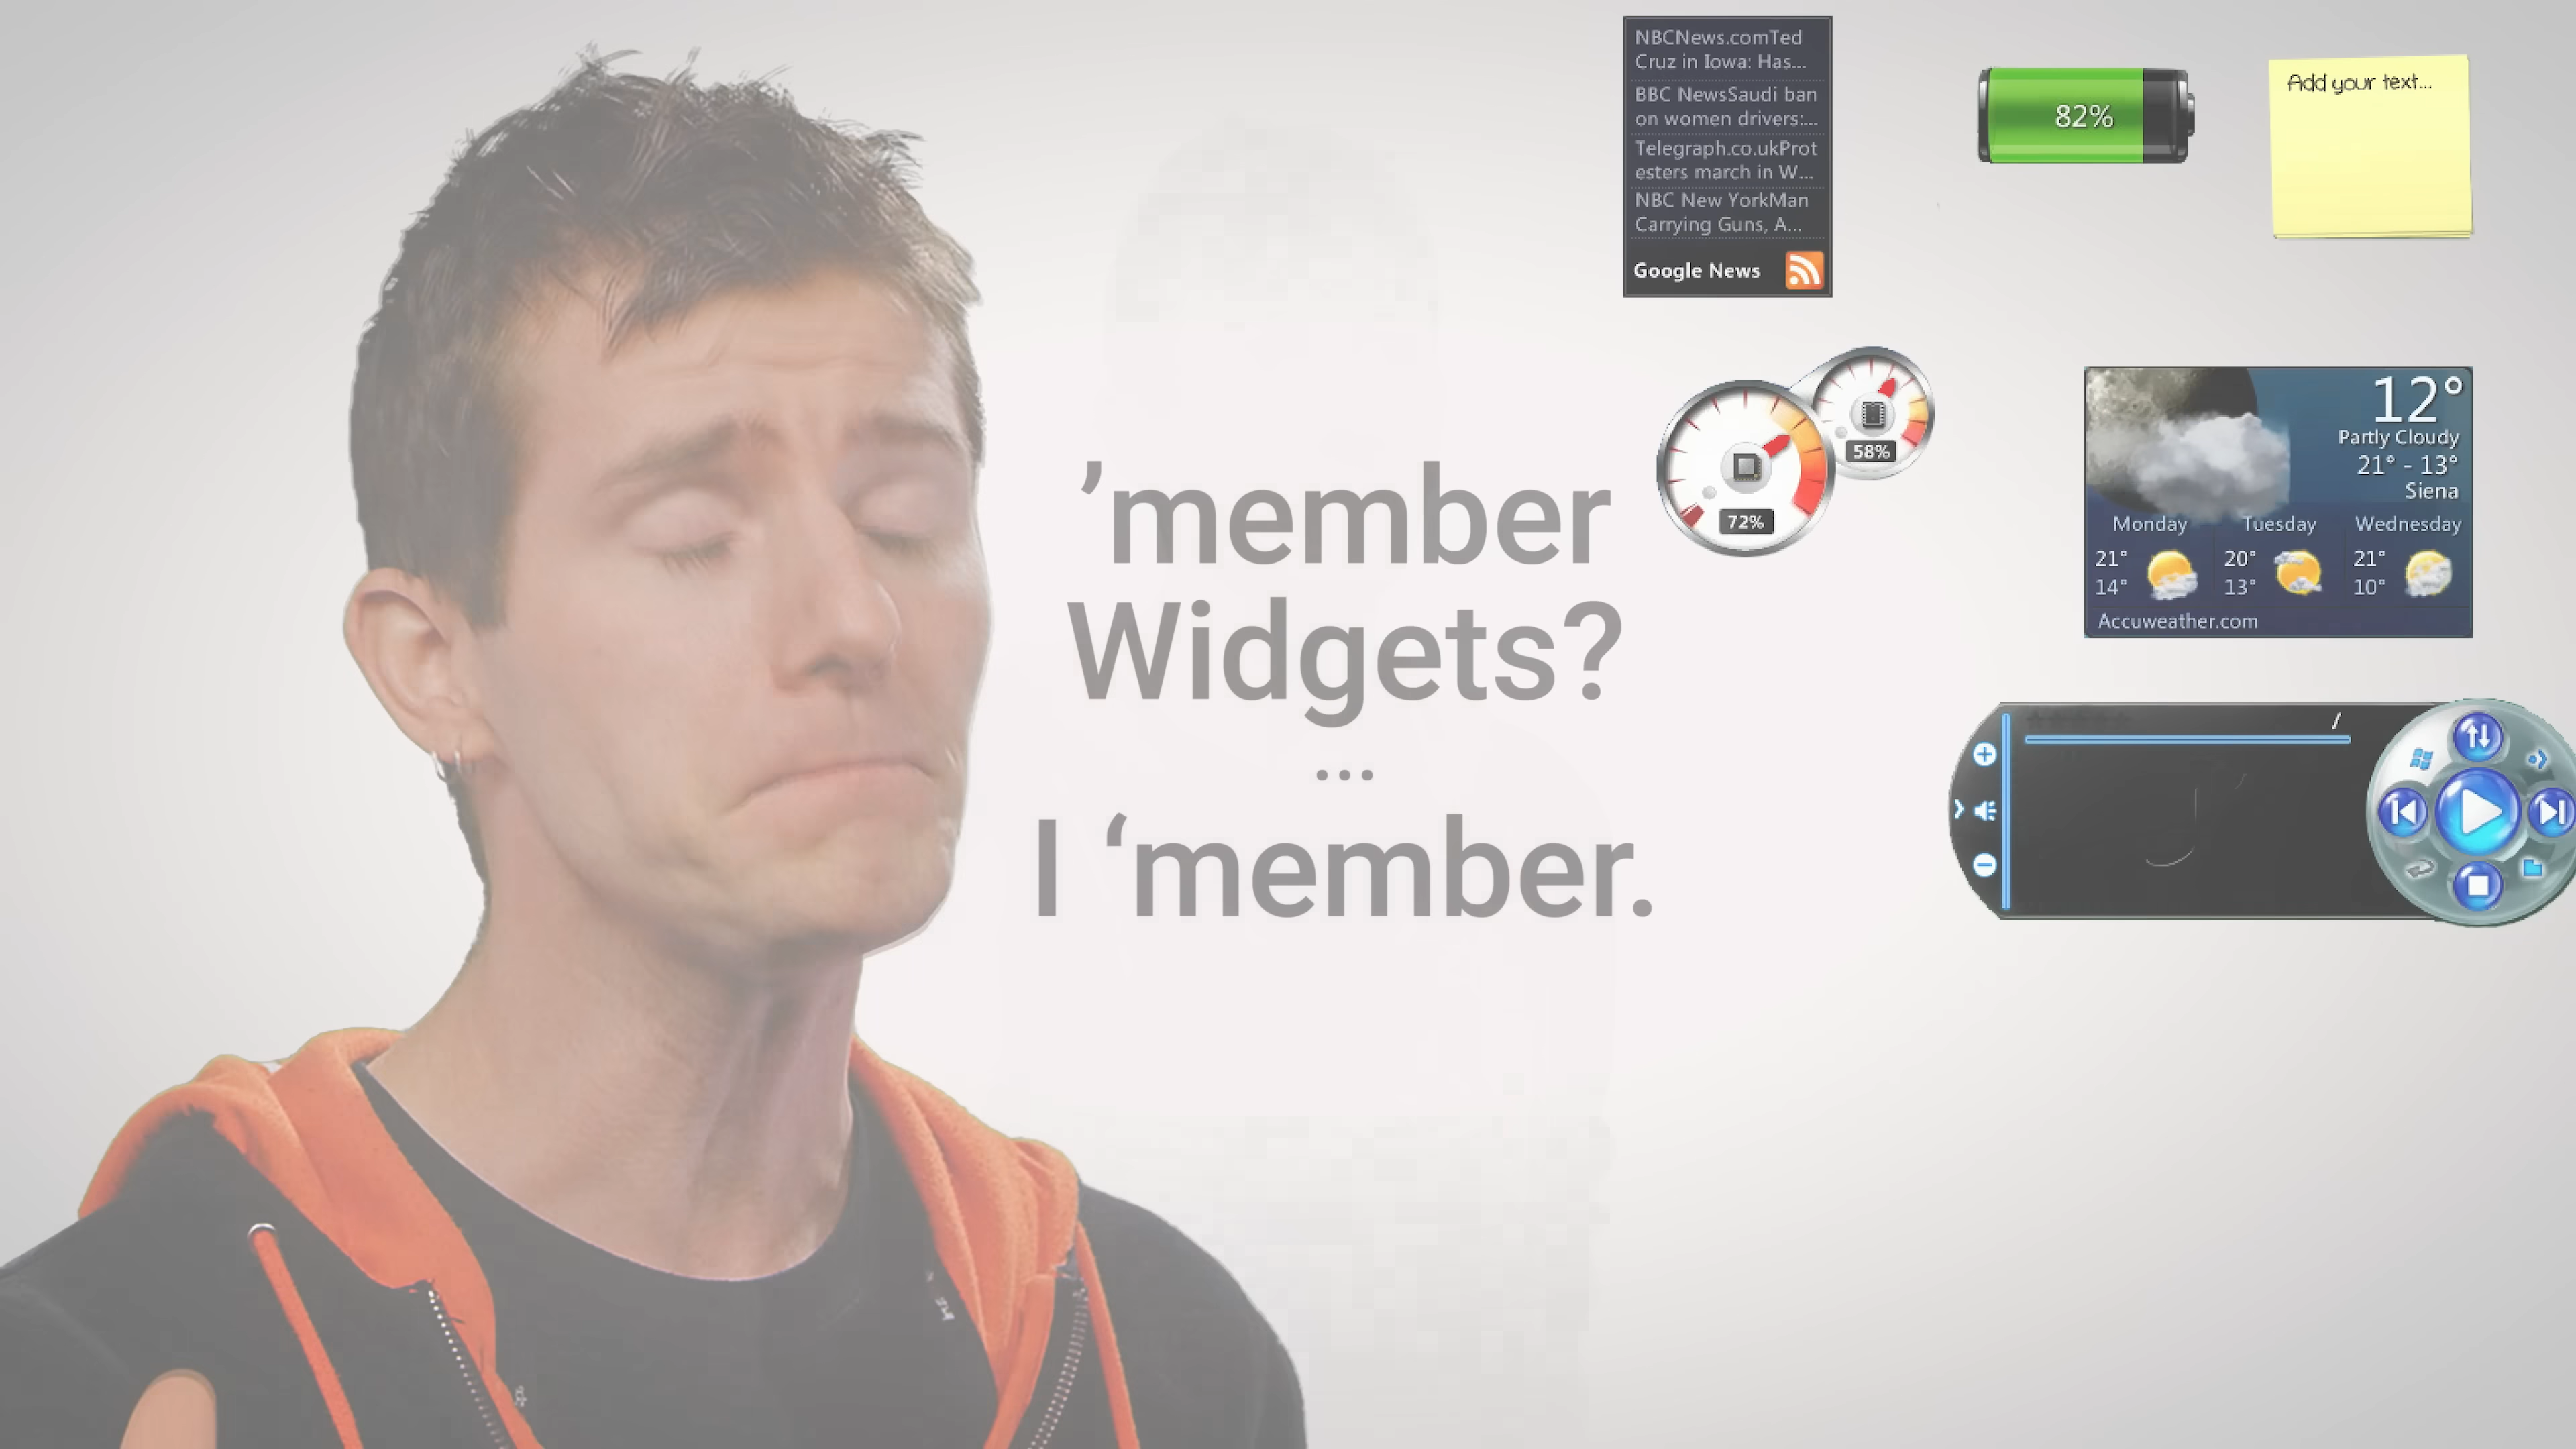 NBCNews.comTed
Cruz in Iowa: Has...
BBC NewsSaudi ban
on women drivers:...
Telegraph.co.ukProt
esters march in W...
NBC New YorkMan
Carrying Guns, A...
Google News
82%
Add your text...
58%
72%
12°
Partly Cloudy
21° - 13°
Siena
Monday Tuesday Wednesday
21° 20° 21°
14° 13° 10°
Accuweather.com
’member
Widgets?
...
I ‘member.
/